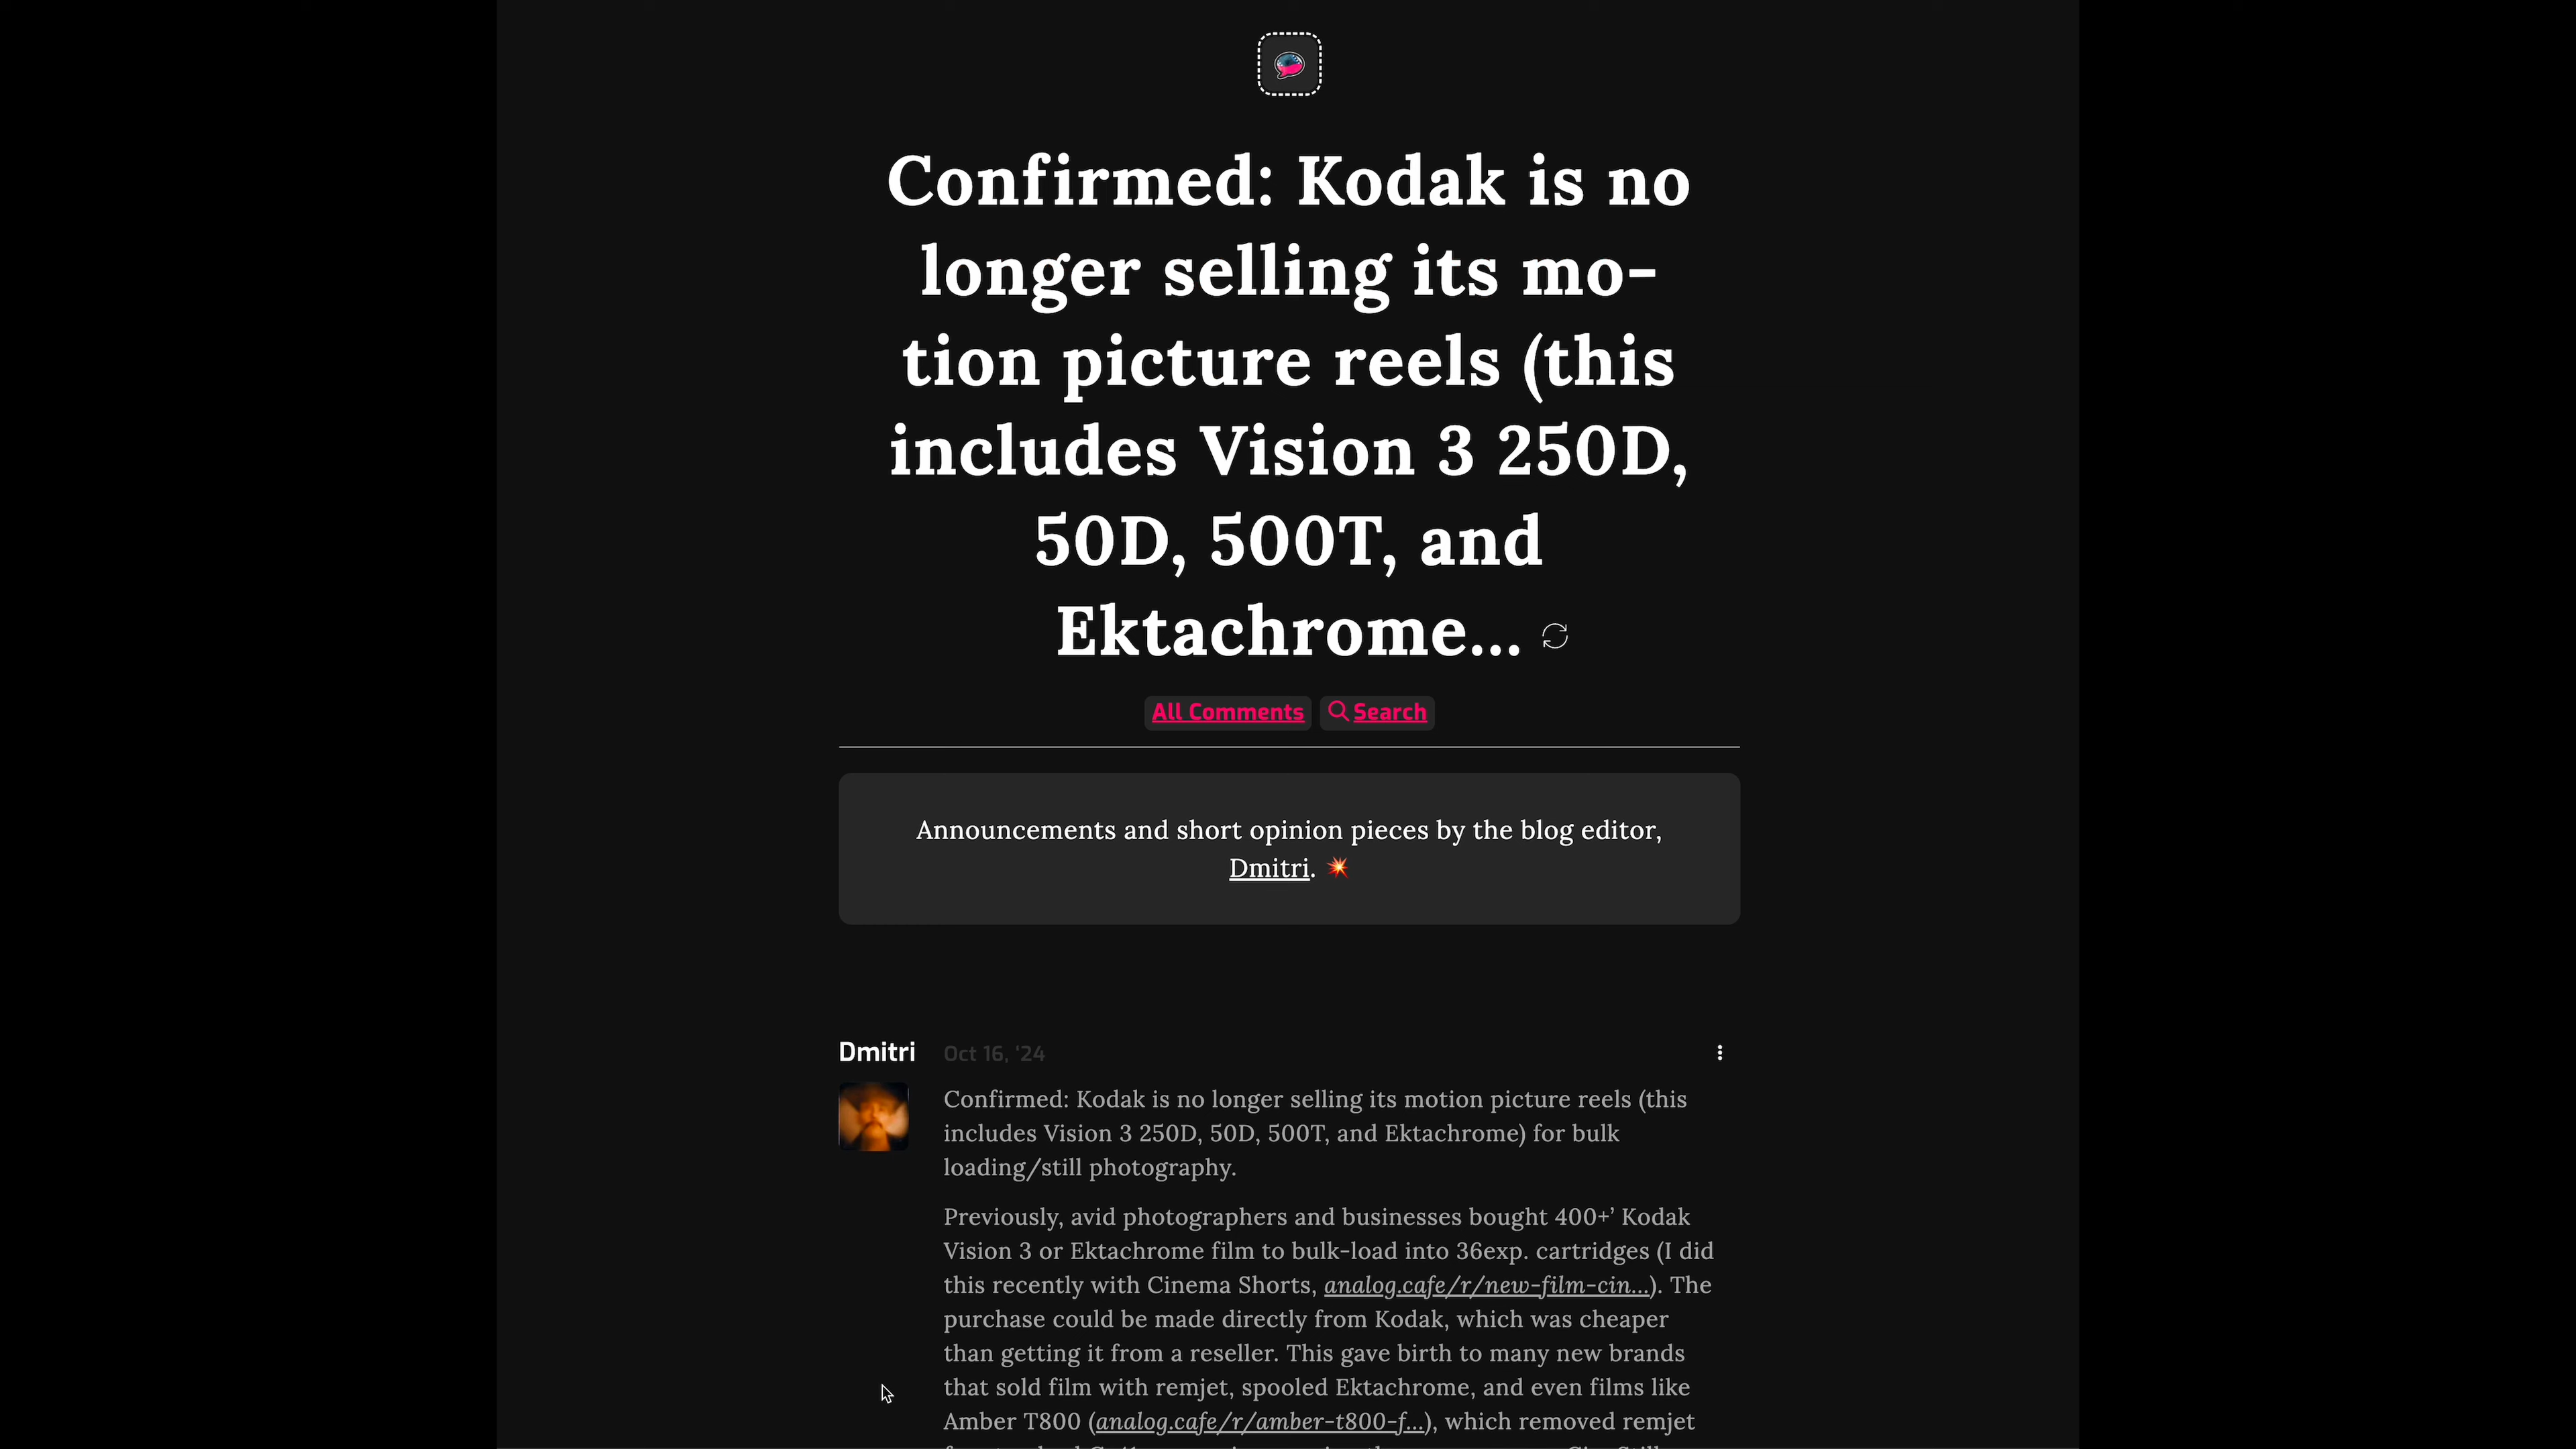 Confirmed: Kodak is no
longer selling its mo-
tion picture reels (this
includes Vision 3 250D,
50D, 500T, and
Ektachrome...
All Comments Search
Announcements and short opinion pieces by the blog editor,
Dmitri. 💥
Dmitri Oct 16, ‘24
Confirmed: Kodak is no longer selling its motion picture reels (this
includes Vision 3 250D, 50D, 500T, and Ektachrome) for bulk
loading/still photography.
Previously, avid photographers and businesses bought 400+’ Kodak
Vision 3 or Ektachrome film to bulk-load into 36exp. cartridges (I did
this recently with Cinema Shorts, analog.cafe/r/new-film-cin...). The
purchase could be made directly from Kodak, which was cheaper
than getting it from a reseller. This gave birth to many new brands
that sold film with remjet, spooled Ektachrome, and even films like
Amber T800 (analog.cafe/r/amber-t800-f...), which removed remjet